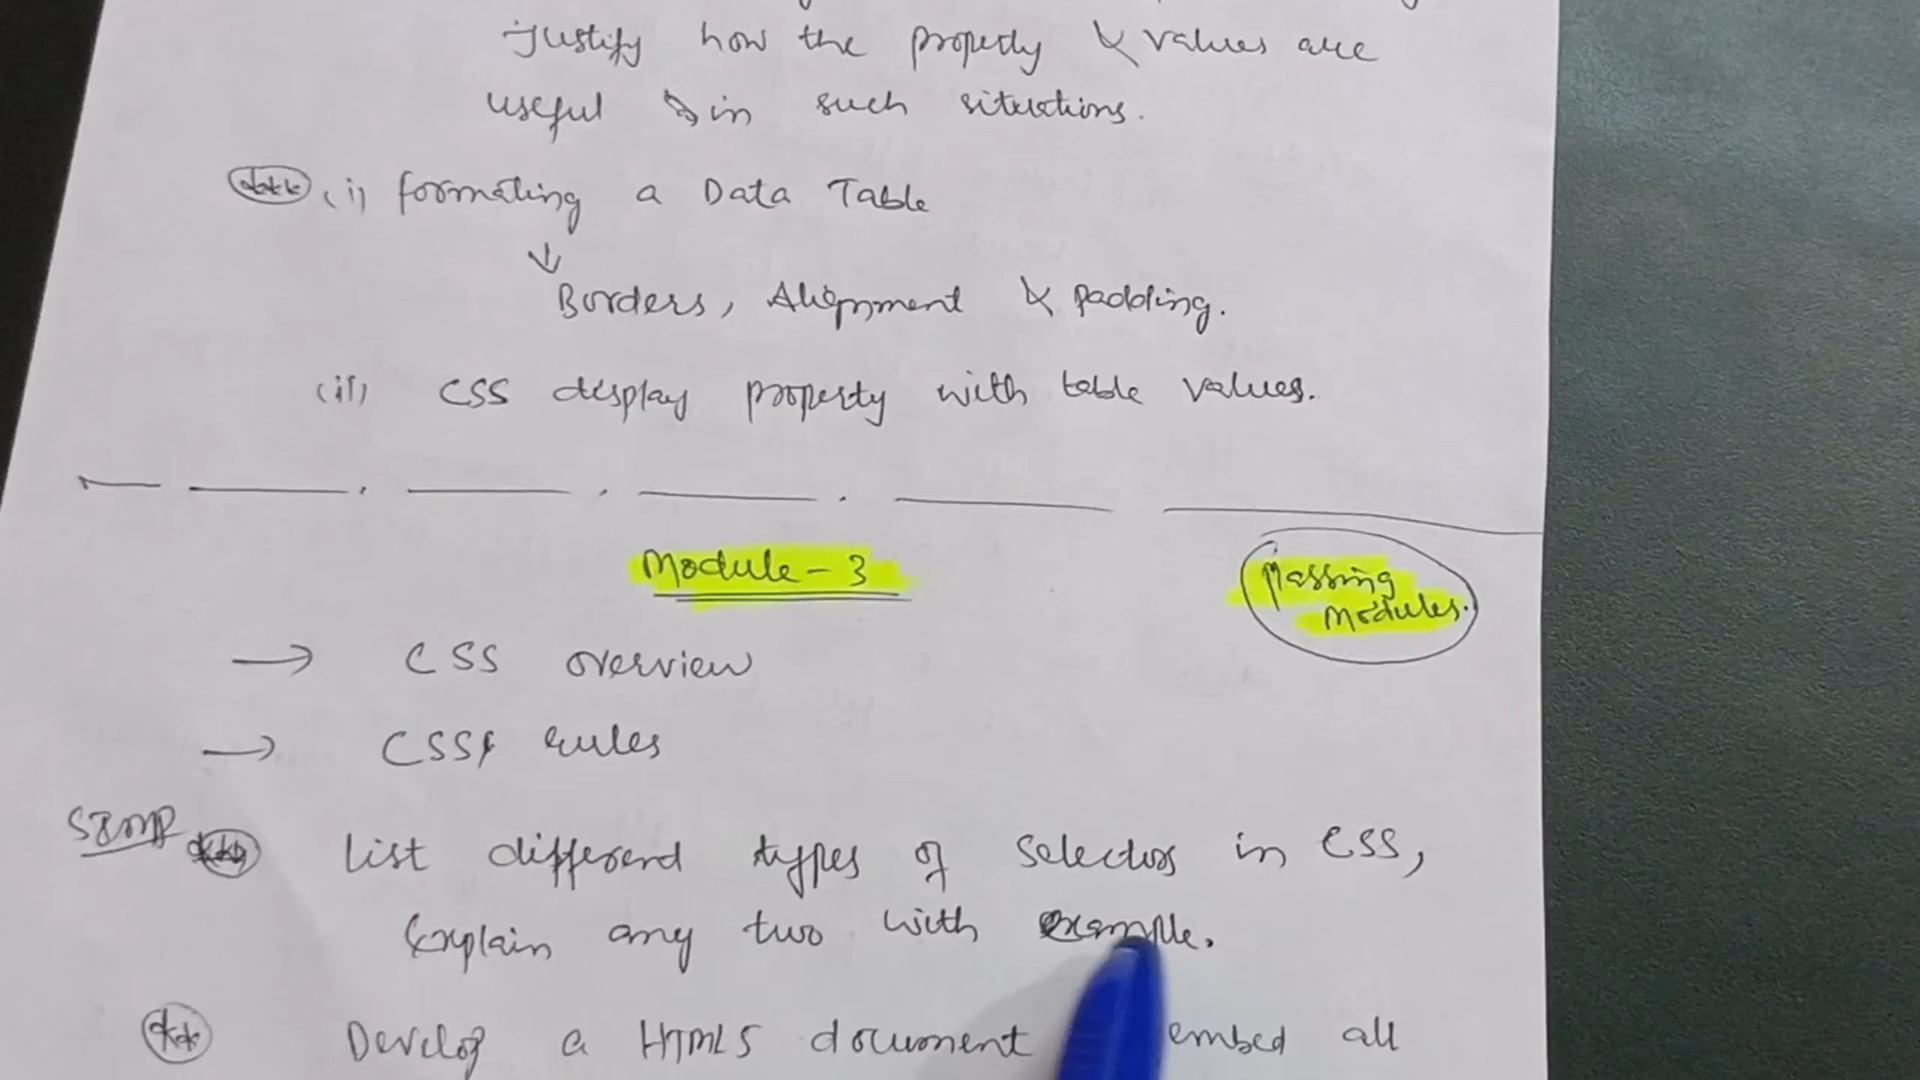 Justify how the property & values are
useful in such situations.
*** (i) formating a Data Table
↓
Borders, Alignment & padding.
(ii) CSS display property with table values.
Module - 3
Passing
Modules.
→ CSS overview
→ CSS rules
SIMP *** List different types of Selectors in CSS,
Explain any two with example.
** Develop a HTML5 document embed all